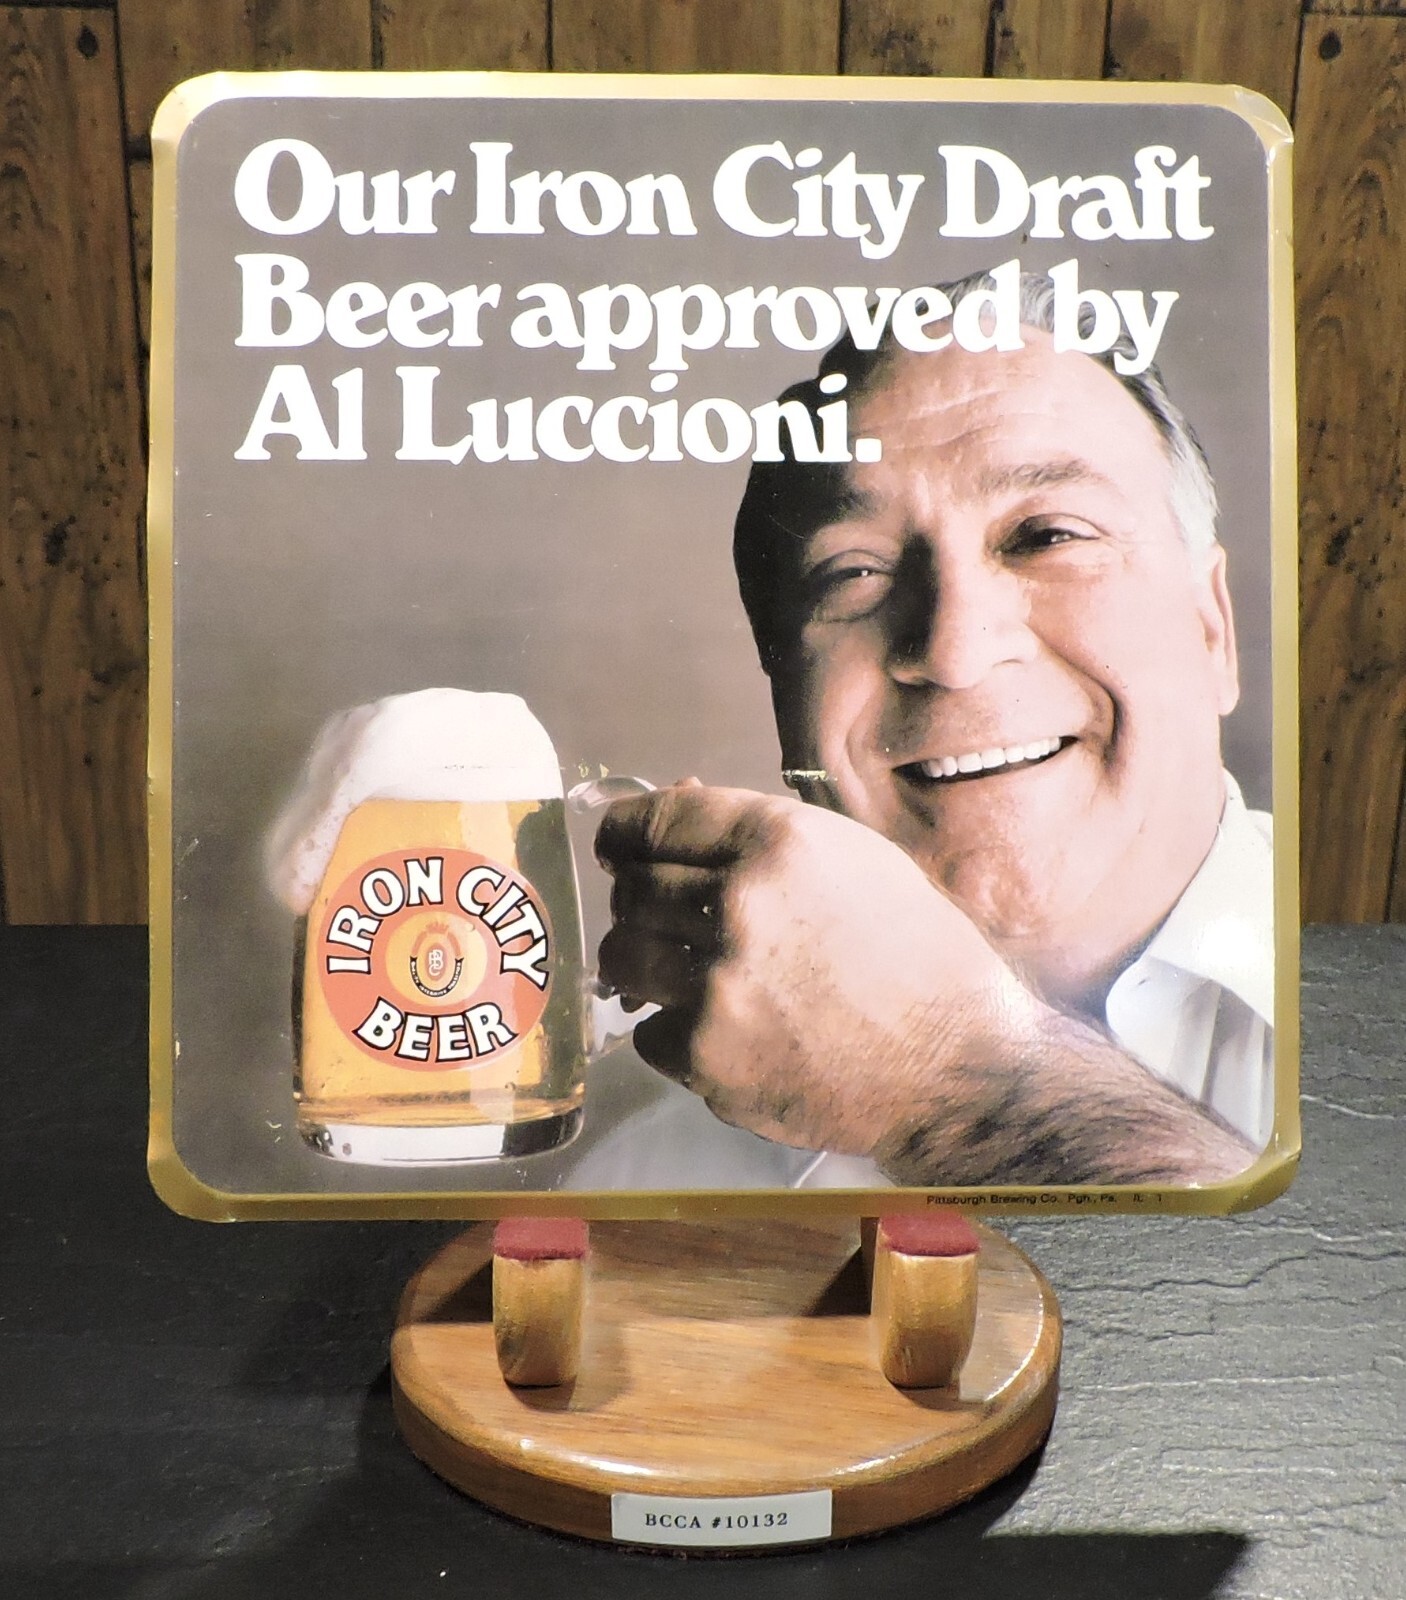 Our Iron City Draft
Beer approved by
Al Luccioni.
IRON CITY
BEER
PBC
Pittsburgh Brewing Co., Pgh., Pa.
BCCA #10132